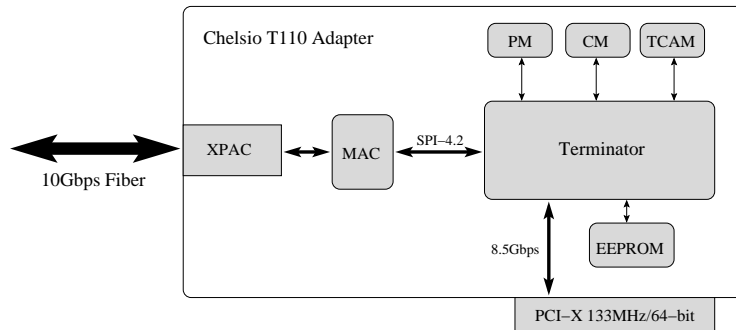 Chelsio T110 Adapter
PM
CM
TCAM
XPAC
MAC
SPI−4.2
Terminator
10Gbps Fiber
8.5Gbps
EEPROM
PCI−X 133MHz/64−bit